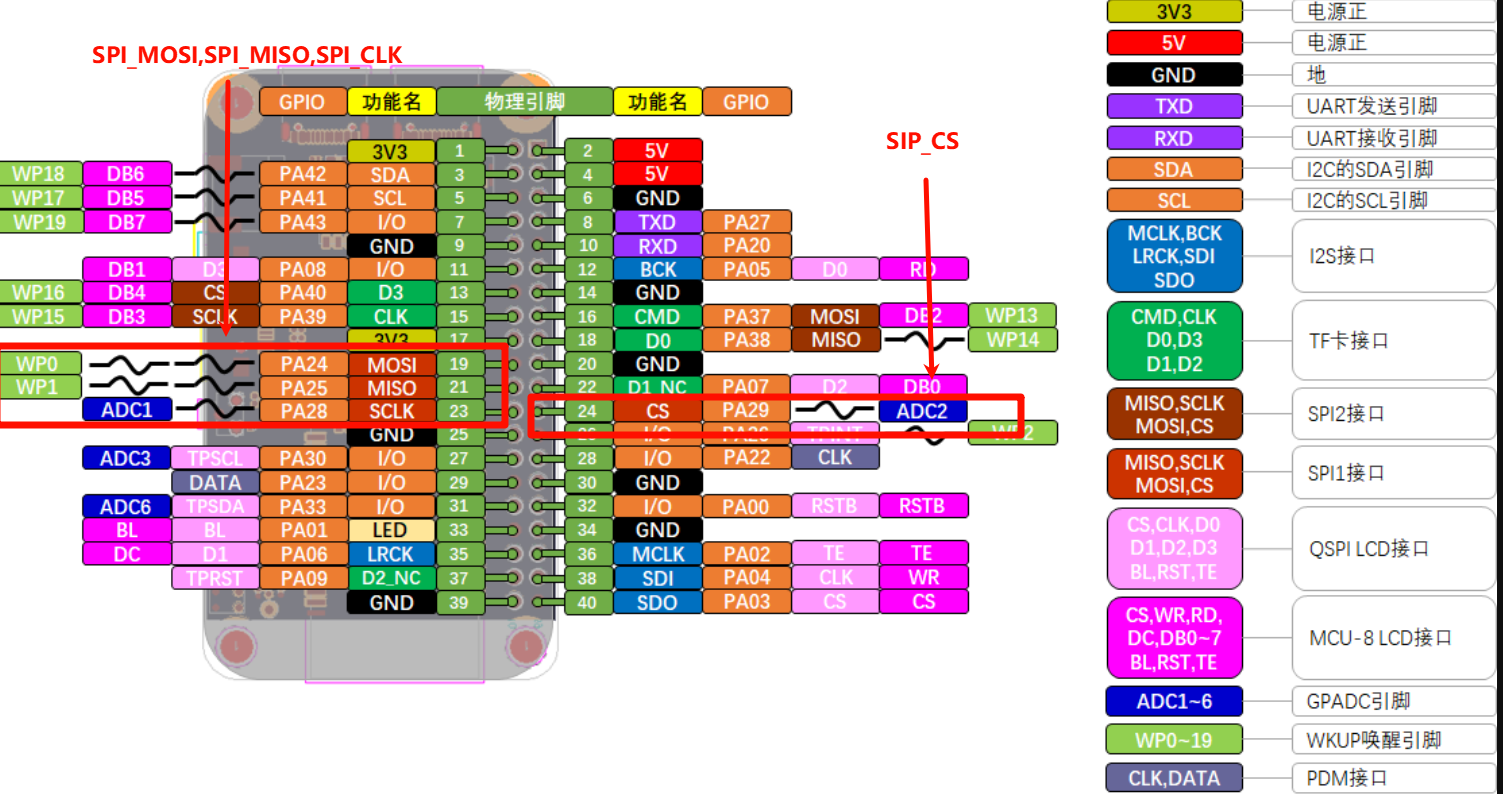 SPI_MOSI,SPI_MISO,SPI_CLK
SIP_CS
GPIO 功能名 物理引脚 功能名 GPIO
3V3 1 2 5V
WP18 DB6 PA42 SDA 3 4 5V
WP17 DB5 PA41 SCL 5 6 GND
WP19 DB7 PA43 I/O 7 8 TXD PA27
GND 9 10 RXD PA20
DB1 D3 PA08 I/O 11 12 BCK PA05 D0 RD
WP16 DB4 CS PA40 D3 13 14 GND
WP15 DB3 SCLK PA39 CLK 15 16 CMD PA37 MOSI DB2 WP13
3V3 17 18 D0 PA38 MISO WP14
WP0 PA24 MOSI 19 20 GND
WP1 PA25 MISO 21 22 D1_NC PA07 D2 DB0
ADC1 PA28 SCLK 23 24 CS PA29 ADC2
GND 25 26 I/O PA26 TPINT WP2
ADC3 TPSCL PA30 I/O 27 28 I/O PA22 CLK
DATA PA23 I/O 29 30 GND
ADC6 TPSDA PA33 I/O 31 32 I/O PA00 RSTB RSTB
BL BL PA01 LED 33 34 GND
DC D1 PA06 LRCK 35 36 MCLK PA02 TE TE
TPRST PA09 D2_NC 37 38 SDI PA04 CLK WR
GND 39 40 SDO PA03 CS CS
3V3 电源正
5V 电源正
GND 地
TXD UART发送引脚
RXD UART接收引脚
SDA I2C的SDA引脚
SCL I2C的SCL引脚
MCLK,BCK
LRCK,SDI
SDO
I2S接口
CMD,CLK
D0,D3
D1,D2
TF卡接口
MISO,SCLK
MOSI,CS
SPI2接口
MISO,SCLK
MOSI,CS
SPI1接口
CS,CLK,D0
D1,D2,D3
BL,RST,TE
QSPI LCD接口
CS,WR,RD,
DC,DB0~7
BL,RST,TE
MCU-8 LCD接口
ADC1~6 GPADC引脚
WP0~19 WKUP唤醒引脚
CLK,DATA PDM接口